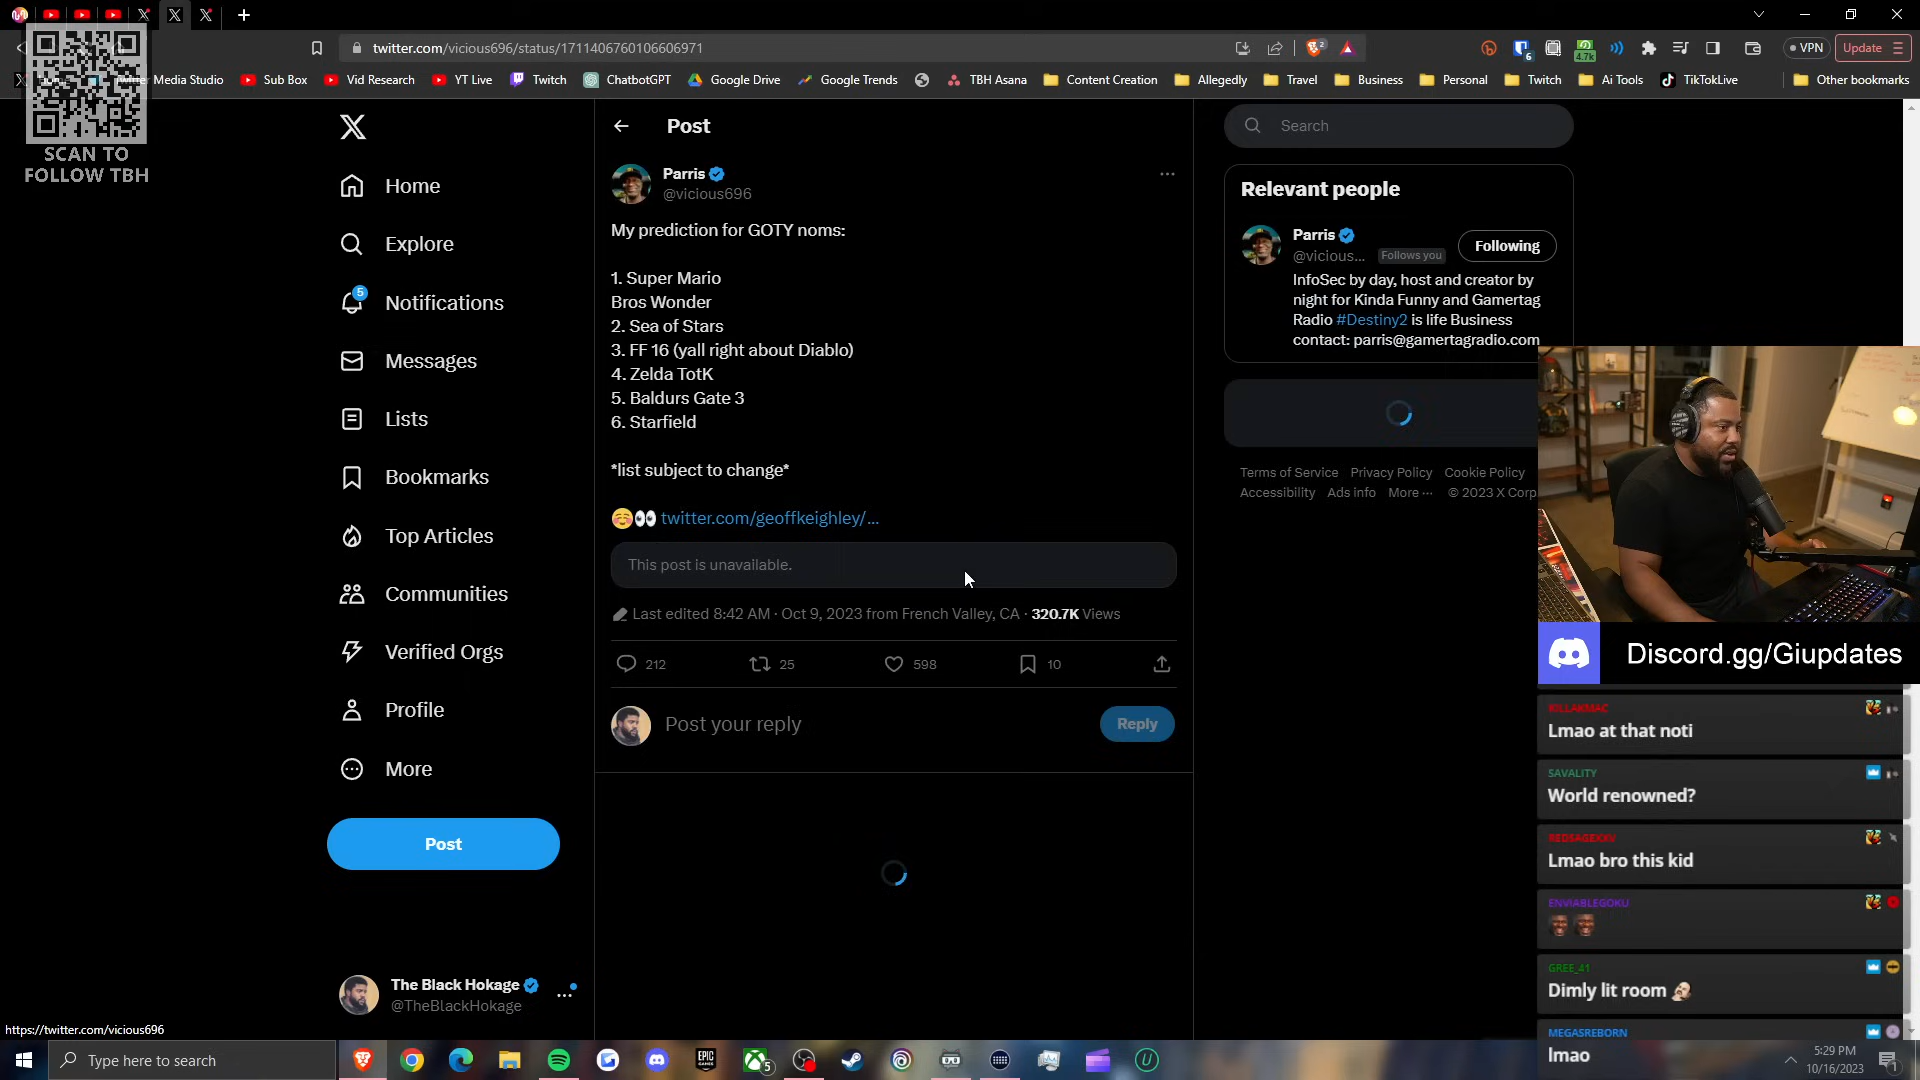 twitter.com/vicious696/status/1711406760106606971
VPN
Update
Twitter Media Studio
Sub Box
Vid Research
YT Live
Twitch
ChatbotGPT
Google Drive
Google Trends
TBH Asana
Content Creation
Allegedly
Travel
Business
Personal
Twitch
Ai Tools
TikTokLive
Other bookmarks
SCAN TO
FOLLOW TBH
Home
Explore
5
Notifications
Messages
Lists
Bookmarks
Top Articles
Communities
Verified Orgs
Profile
More
Post
The Black Hokage
@TheBlackHokage
Post
Parris
@vicious696
My prediction for GOTY noms:
1. Super Mario
Bros Wonder
2. Sea of Stars
3. FF 16 (yall right about Diablo)
4. Zelda TotK
5. Baldurs Gate 3
6. Starfield
*list subject to change*
☺️👀 twitter.com/geoffkeighley/...
This post is unavailable.
Last edited 8:42 AM · Oct 9, 2023 from French Valley, CA · 320.7K Views
212
25
598
10
Post your reply
Reply
Search
Relevant people
Parris
@vicious...
Follows you
Following
InfoSec by day, host and creator by
night for Kinda Funny and Gamertag
Radio #Destiny2 is life Business
contact: parris@gamertagradio.com
Terms of Service Privacy Policy Cookie Policy
Accessibility Ads info More ··· © 2023 X Corp
Discord.gg/Giupdates
KILLAKMAC
Lmao at that noti
SAVALITY
World renowned?
REDSAGEXXV
Lmao bro this kid
ENVIABLEGOKU
GREE_41
Dimly lit room
MEGASREBORN
lmao
https://twitter.com/vicious696
Type here to search
EPIC
GAMES
5
5:29 PM
10/16/2023